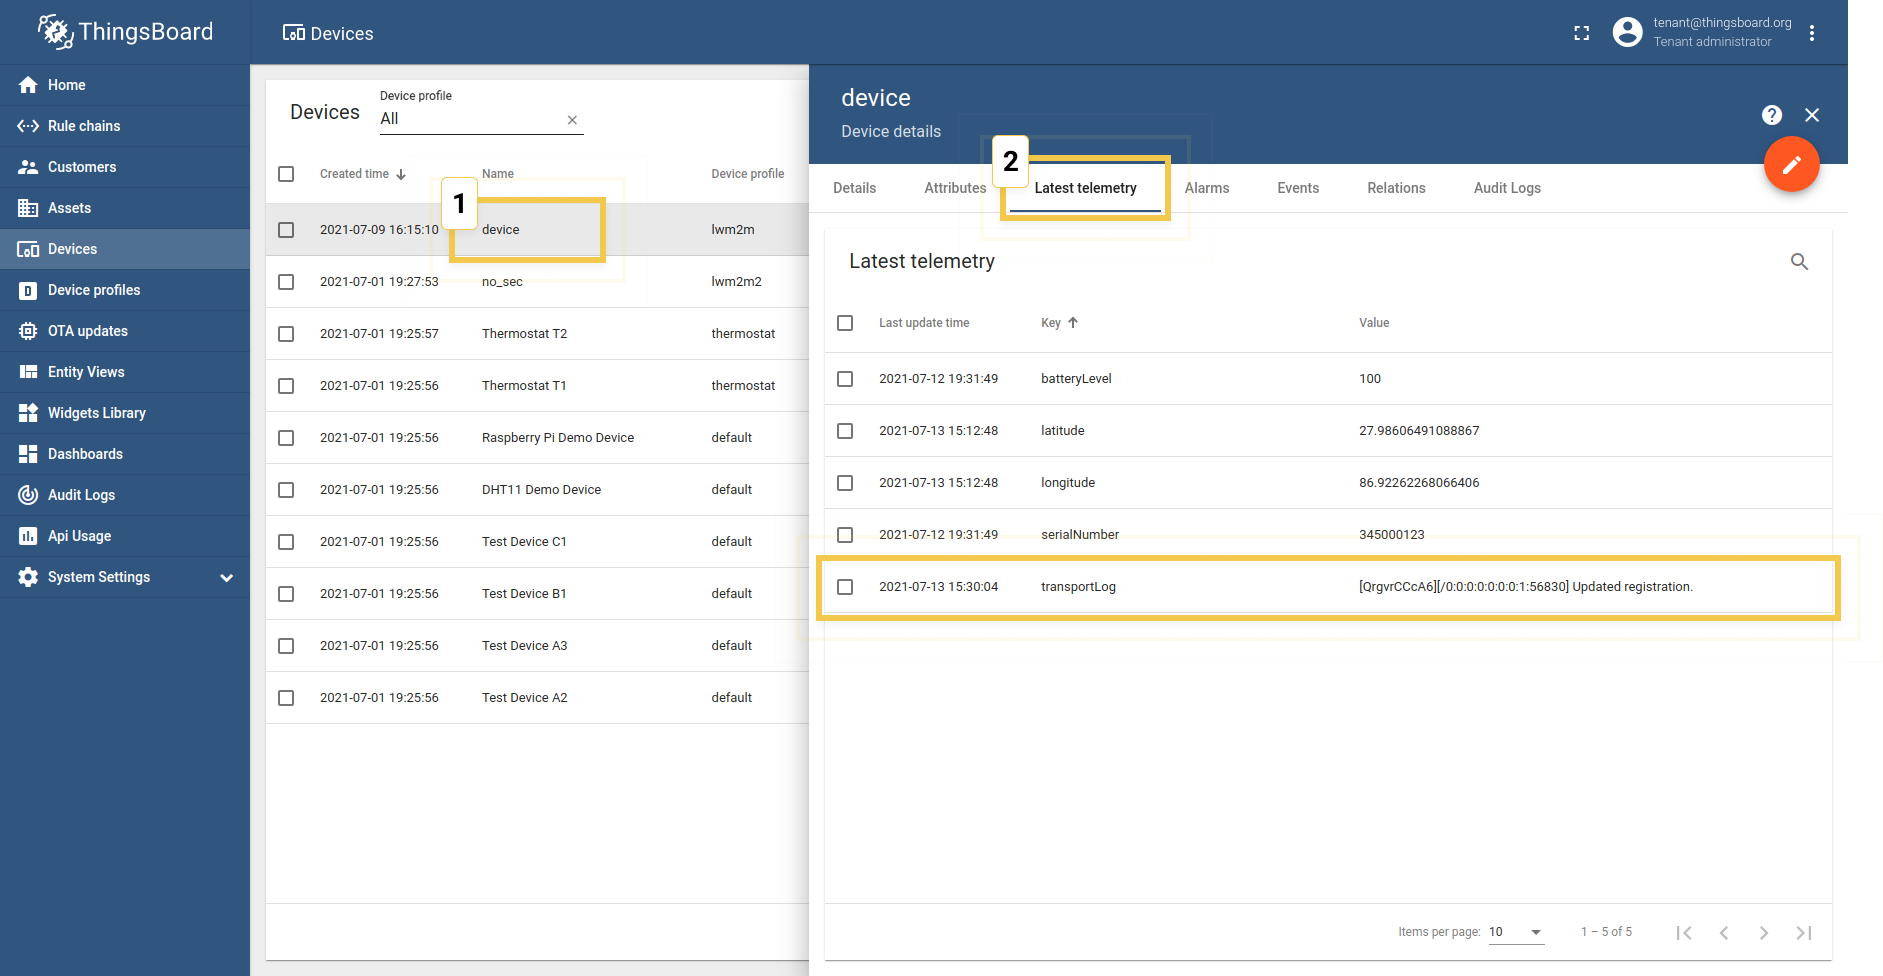 ThingsBoard
Devices
tenant@thingsboard.org
Tenant administrator
Home
Rule chains
Customers
Assets
Devices
Device profiles
OTA updates
Entity Views
Widgets Library
Dashboards
Audit Logs
Api Usage
System Settings
Devices
Device profile
All
Created time Name Device profile
1
2021-07-09 16:15:10 device lwm2m
2021-07-01 19:27:53 no_sec lwm2m2
2021-07-01 19:25:57 Thermostat T2 thermostat
2021-07-01 19:25:56 Thermostat T1 thermostat
2021-07-01 19:25:56 Raspberry Pi Demo Device default
2021-07-01 19:25:56 DHT11 Demo Device default
2021-07-01 19:25:56 Test Device C1 default
2021-07-01 19:25:56 Test Device B1 default
2021-07-01 19:25:56 Test Device A3 default
2021-07-01 19:25:56 Test Device A2 default
device
Device details
2
Details Attributes Latest telemetry Alarms Events Relations Audit Logs
Latest telemetry
Last update time Key Value
2021-07-12 19:31:49 batteryLevel 100
2021-07-13 15:12:48 latitude 27.98606491088867
2021-07-13 15:12:48 longitude 86.92262268066406
2021-07-12 19:31:49 serialNumber 345000123
2021-07-13 15:30:04 transportLog [QrgvrCCcA6][/0:0:0:0:0:0:0:1:56830] Updated registration.
Items per page: 10 1 – 5 of 5